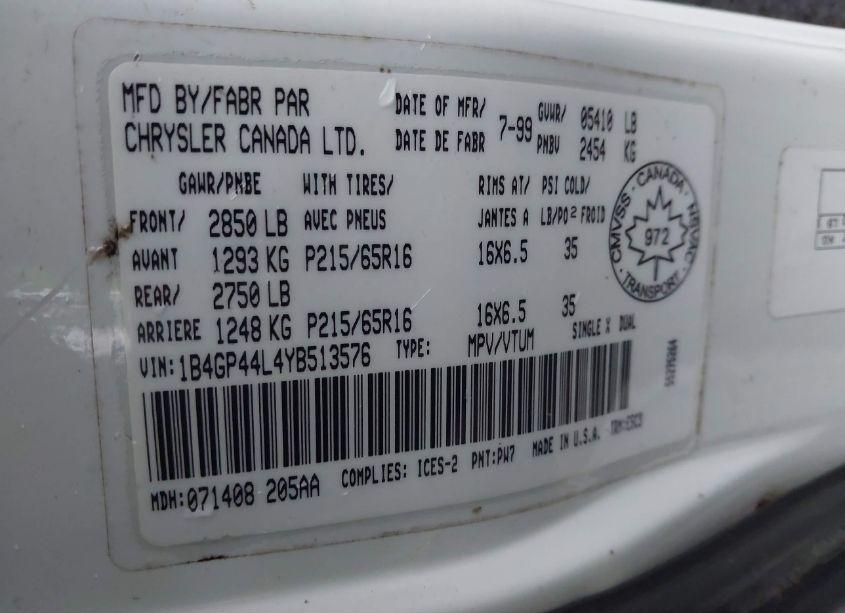 MFD BY/FABR PAR DATE OF MFR/ 7-99 GVWR/ 05410 LB
CHRYSLER CANADA LTD. DATE DE FABR PNBV 2454 KG
GAWR/PNBE WITH TIRES/ RIMS AT/ PSI COLD/
FRONT/ 2850 LB AVEC PNEUS JANTES A LB/PO² FROID
AVANT 1293 KG P215/65R16 16X6.5 35
REAR/ 2750 LB
ARRIERE 1248 KG P215/65R16 16X6.5 35
VIN: 1B4GP44L4YB513576 TYPE: MPV/VTUM SINGLE X DUAL
MDH: 071408 205AA COMPLIES: ICES-2 PNT: PW7 MADE IN U.S.A.
CANADA
CMVSS NSVAC
972
TRANSPORT